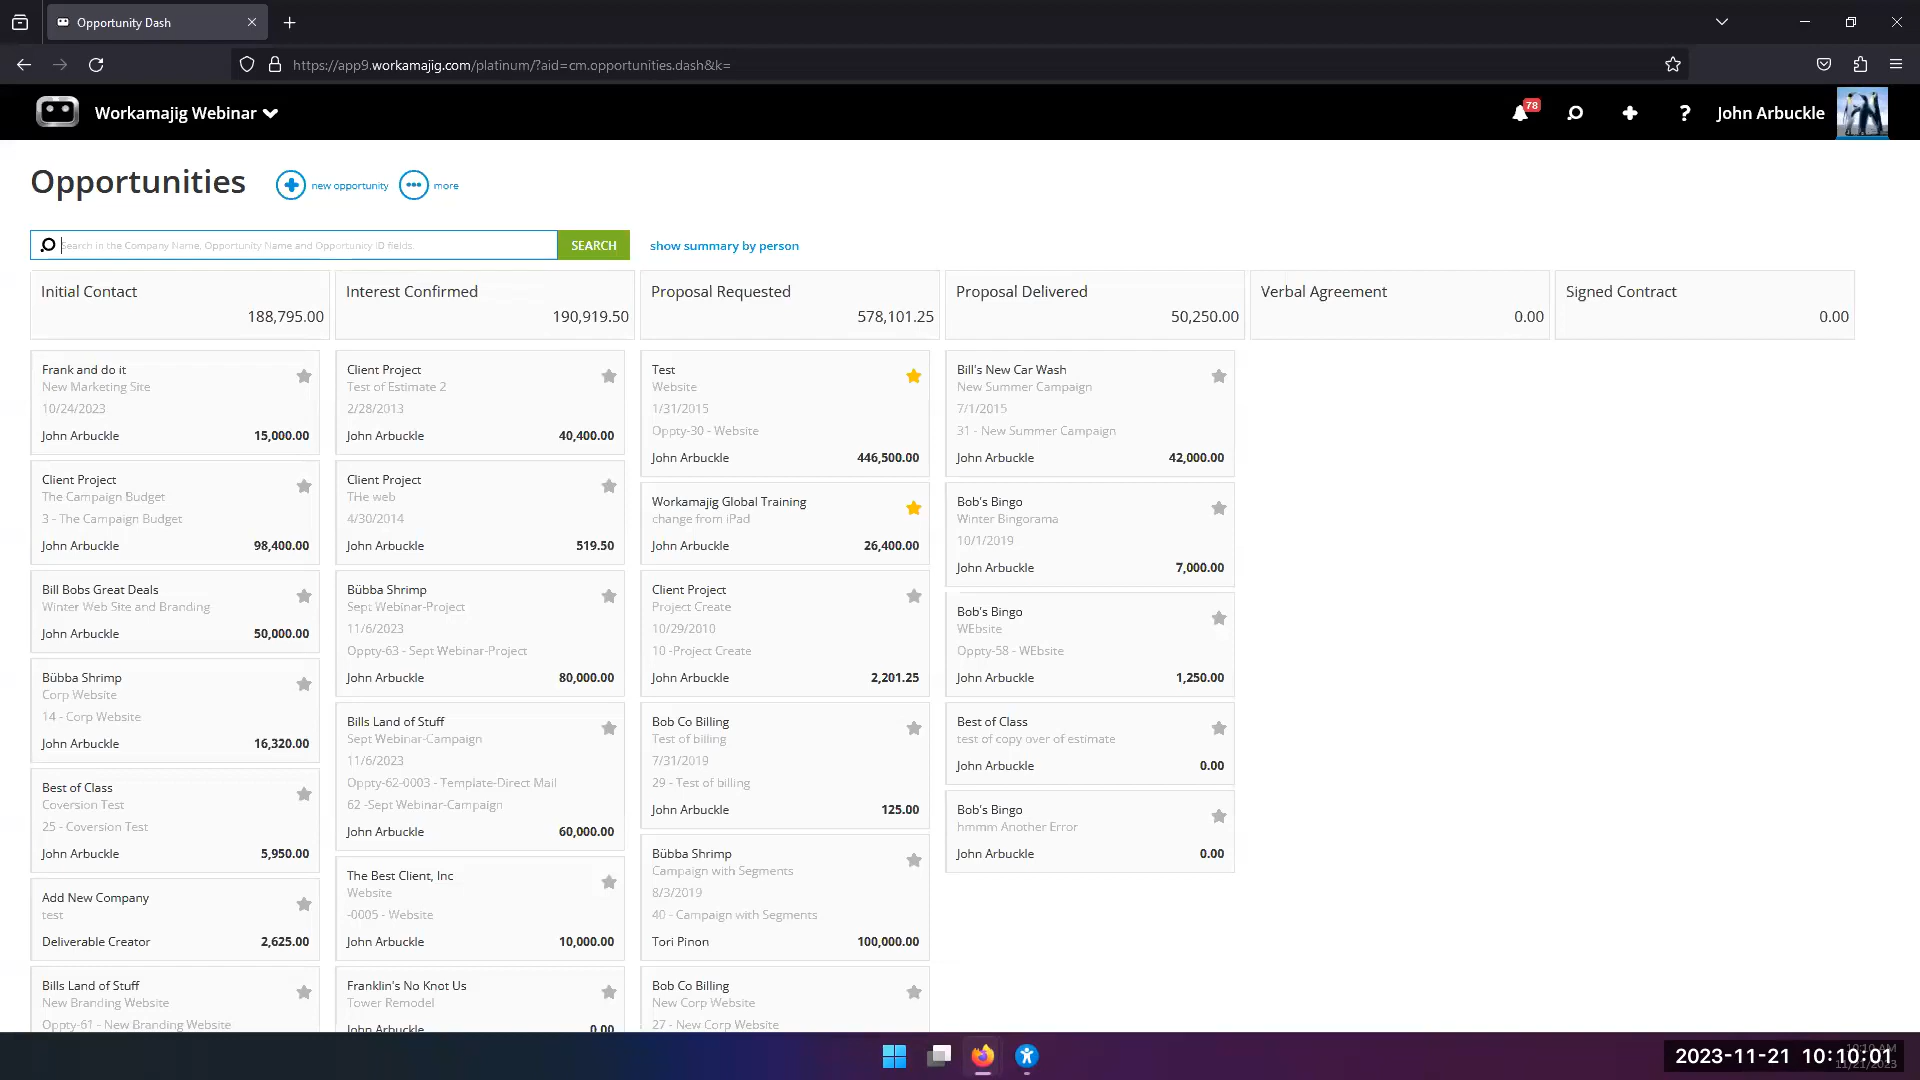 Opportunity Dash
https://app9.workamajig.com/platinum/?aid=cm.opportunities.dash&k=
Workamajig Webinar
78
?
John Arbuckle
Opportunities
new opportunity
more
Search in the Company Name, Opportunity Name and Opportunity ID fields.
SEARCH
show summary by person
Initial Contact
188,795.00
Frank and do it
New Marketing Site
10/24/2023
John Arbuckle 15,000.00
Client Project
The Campaign Budget
3 - The Campaign Budget
John Arbuckle 98,400.00
Bill Bobs Great Deals
Winter Web Site and Branding
John Arbuckle 50,000.00
Bübba Shrimp
Corp Website
14 - Corp Website
John Arbuckle 16,320.00
Best of Class
Coversion Test
25 - Coversion Test
John Arbuckle 5,950.00
Add New Company
test
Deliverable Creator 2,625.00
Bills Land of Stuff
New Branding Website
Oppty-61 - New Branding Website
Interest Confirmed
190,919.50
Client Project
Test of Estimate 2
2/28/2013
John Arbuckle 40,400.00
Client Project
THe web
4/30/2014
John Arbuckle 519.50
Bübba Shrimp
Sept Webinar-Project
11/6/2023
Oppty-63 - Sept Webinar-Project
John Arbuckle 80,000.00
Bills Land of Stuff
Sept Webinar-Campaign
11/6/2023
Oppty-62-0003 - Template-Direct Mail
62 -Sept Webinar-Campaign
John Arbuckle 60,000.00
The Best Client, Inc
Website
-0005 - Website
John Arbuckle 10,000.00
Franklin's No Knot Us
Tower Remodel
John Arbuckle 0.00
Proposal Requested
578,101.25
Test
Website
1/31/2015
Oppty-30 - Website
John Arbuckle 446,500.00
Workamajig Global Training
change from iPad
John Arbuckle 26,400.00
Client Project
Project Create
10/29/2010
10 -Project Create
John Arbuckle 2,201.25
Bob Co Billing
Test of billing
7/31/2019
29 - Test of billing
John Arbuckle 125.00
Bübba Shrimp
Campaign with Segments
8/3/2019
40 - Campaign with Segments
Tori Pinon 100,000.00
Bob Co Billing
New Corp Website
27 - New Corp Website
Proposal Delivered
50,250.00
Bill's New Car Wash
New Summer Campaign
7/1/2015
31 - New Summer Campaign
John Arbuckle 42,000.00
Bob's Bingo
Winter Bingorama
10/1/2019
John Arbuckle 7,000.00
Bob's Bingo
WEbsite
Oppty-58 - WEbsite
John Arbuckle 1,250.00
Best of Class
test of copy over of estimate
John Arbuckle 0.00
Bob's Bingo
hmmm Another Error
John Arbuckle 0.00
Verbal Agreement
0.00
Signed Contract
0.00
2023-11-21 10:10:01